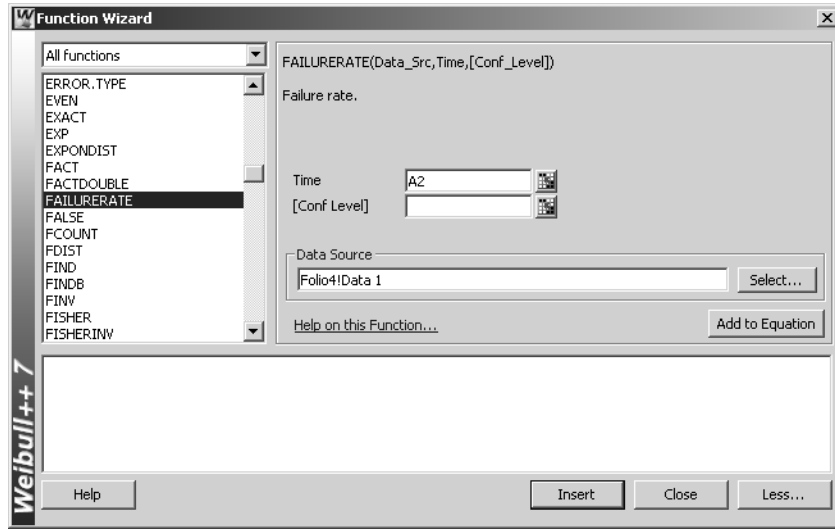 Function Wizard
All functions
ERROR.TYPE
EVEN
EXACT
EXP
EXPONDIST
FACT
FACTDOUBLE
FAILURERATE
FALSE
FCOUNT
FDIST
FIND
FINDB
FINV
FISHER
FISHERINV
FAILURERATE(Data_Src,Time,[Conf_Level])
Failure rate.
Time A2
[Conf Level]
Data Source
Folio4!Data 1 Select...
Help on this Function... Add to Equation
Weibull++ 7
Help Insert Close Less...